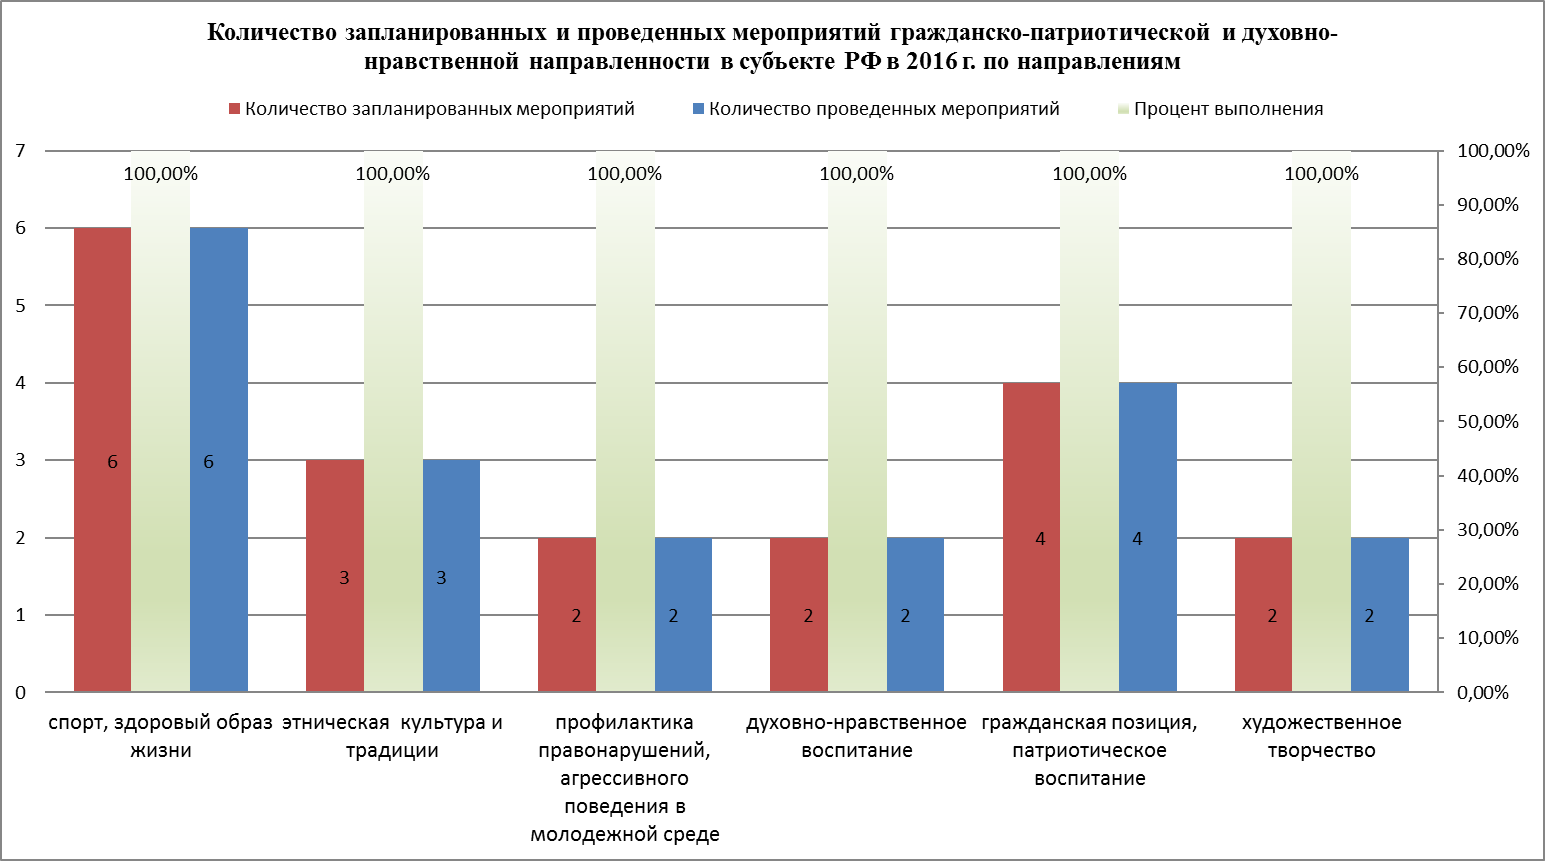 Количество запланированных и проведенных мероприятий гражданско-патриотической и духовно-
нравственной направленности в субъекте РФ в 2016 г. по направлениям
Количество запланированных мероприятий
Количество проведенных мероприятий
Процент выполнения
7
6
5
4
3
2
1
0
100,00%
100,00%
100,00%
100,00%
100,00%
100,00%
6
6
3
3
2
2
2
2
4
4
2
2
100,00%
90,00%
80,00%
70,00%
60,00%
50,00%
40,00%
30,00%
20,00%
10,00%
0,00%
спорт, здоровый образ
жизни
этническая культура и
традиции
профилактика
правонарушений,
агрессивного
поведения в
молодежной среде
духовно-нравственное
воспитание
гражданская позиция,
патриотическое
воспитание
художественное
творчество